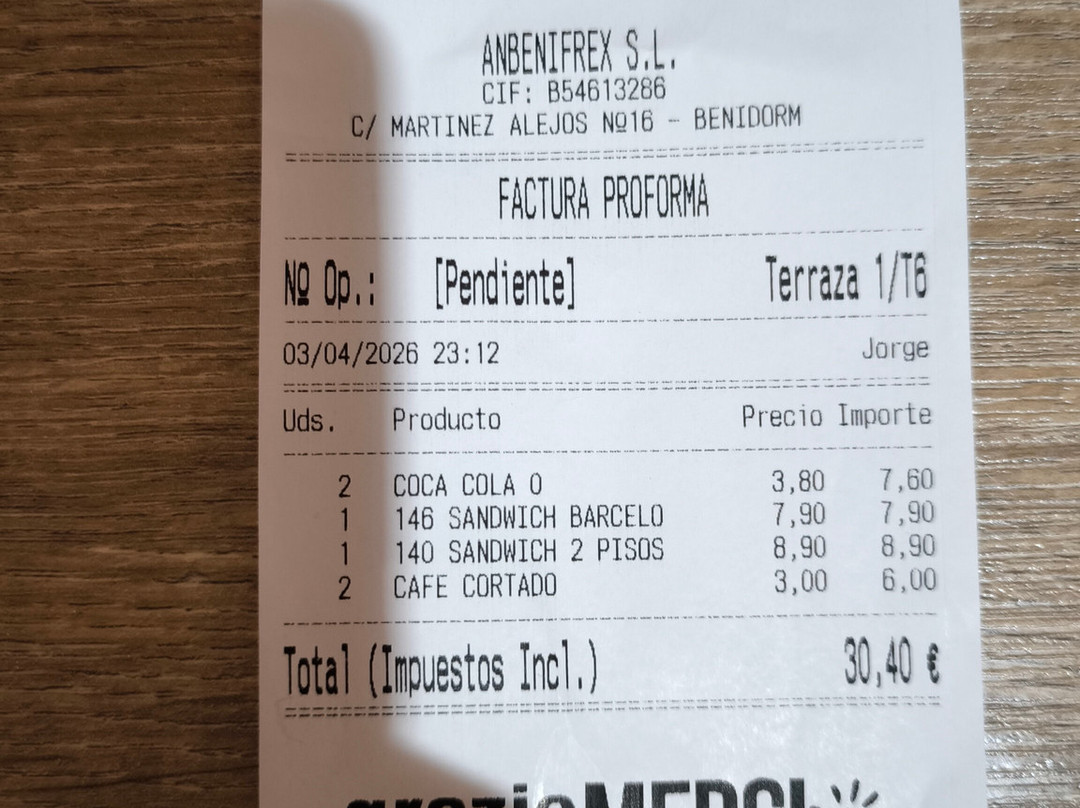 ANBENIFREX S.L.
CIF: B54613286
C/ MARTINEZ ALEJOS Nº16 - BENIDORM
FACTURA PROFORMA
Nº Op.: [Pendiente] Terraza 1/T6
03/04/2026 23:12 Jorge
Uds. Producto Precio Importe
2 COCA COLA O 3,80 7,60
1 146 SANDWICH BARCELO 7,90 7,90
1 140 SANDWICH 2 PISOS 8,90 8,90
2 CAFE CORTADO 3,00 6,00
Total (Impuestos Incl.) 30,40 €
grazie MERCI